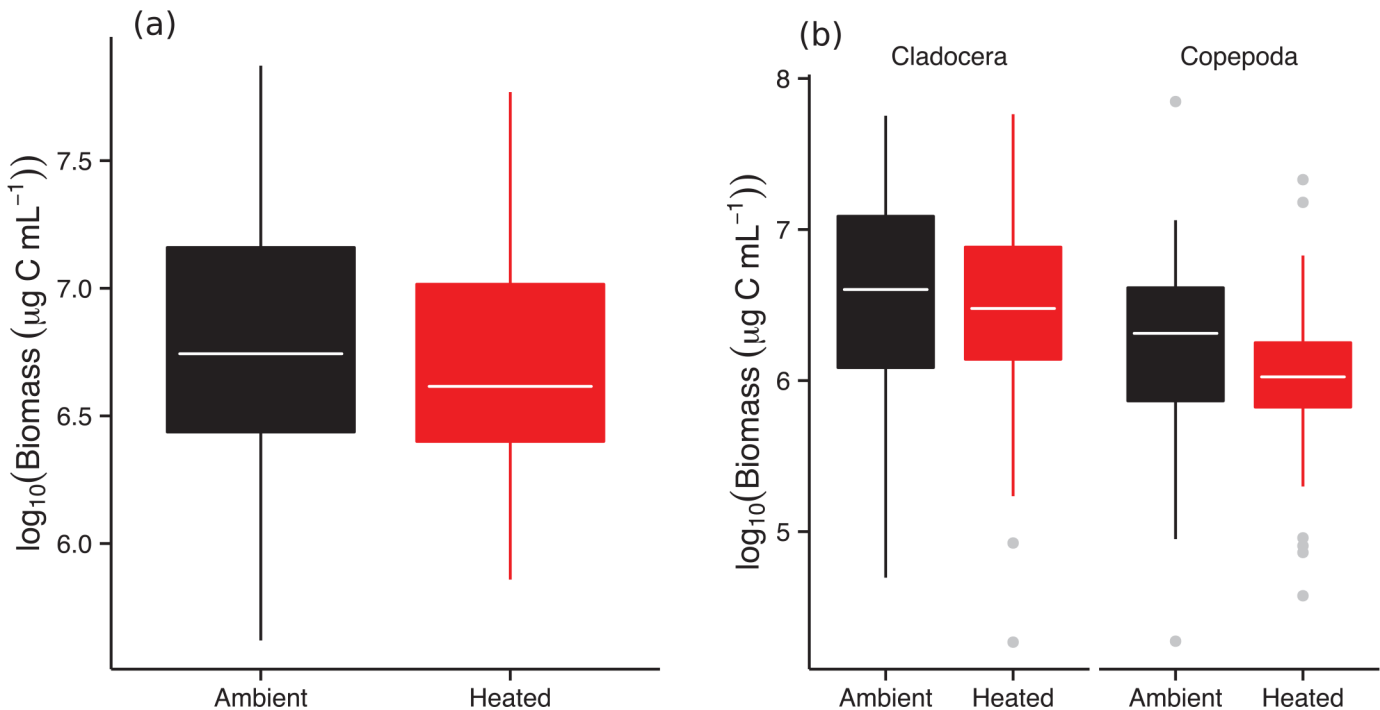 (a)
log₁₀(Biomass (µg C mL⁻¹))
7.5
7.0
6.5
6.0
Ambient Heated
(b)
Cladocera Copepoda
log₁₀(Biomass (µg C mL⁻¹))
8
7
6
5
Ambient Heated Ambient Heated